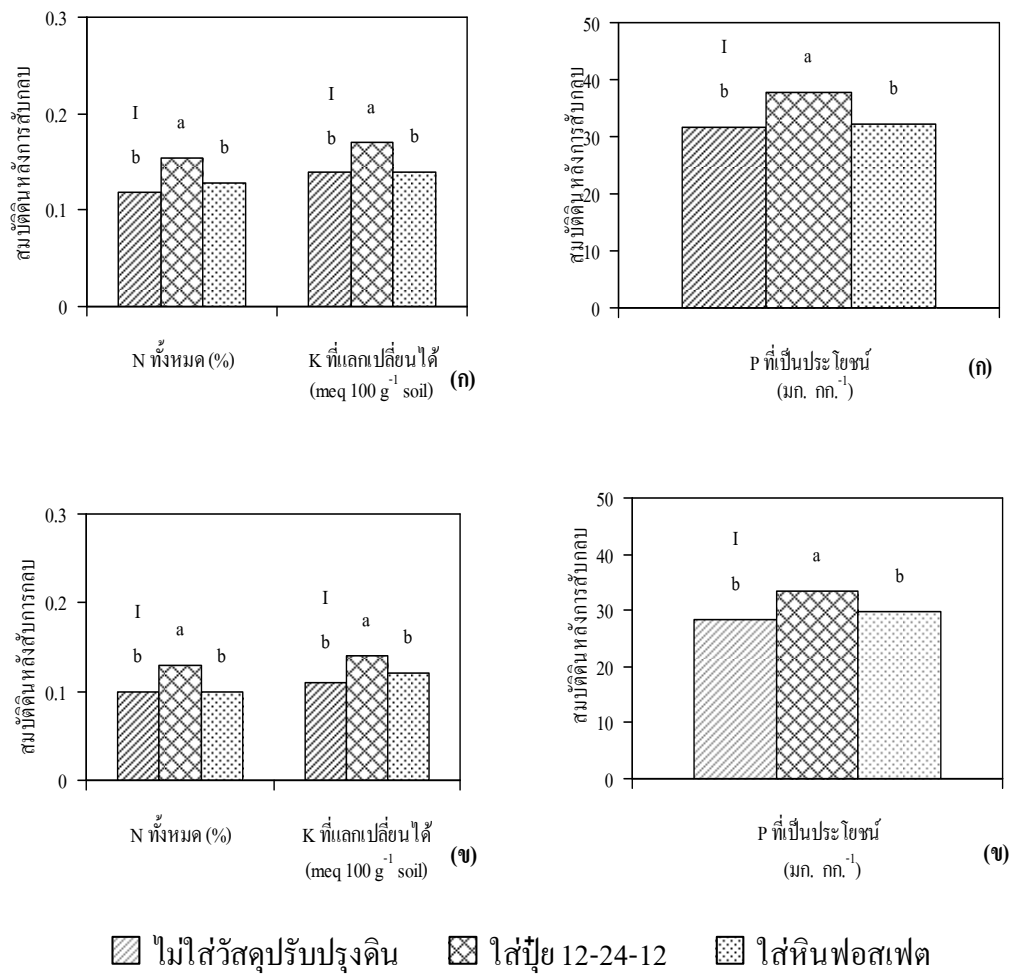 0.3
0.2
0.1
0
สมบัติดินหลังการสับกลบ
I
b
a
b
I
b
a
b
N ทั้งหมด (%)
K ที่แลกเปลี่ยนได้
(meq 100 g⁻¹ soil)
(ก)
50
40
30
20
10
0
สมบัติดินหลังการสับกลบ
I
b
a
b
P ที่เป็นประโยชน์
(มก. กก.⁻¹)
(ก)
0.3
0.2
0.1
0
สมบัติดินหลังสับการกลบ
I
b
a
b
I
b
a
b
N ทั้งหมด (%)
K ที่แลกเปลี่ยนได้
(meq 100 g⁻¹ soil)
(ข)
50
40
30
20
10
0
สมบัติดินหลังการสับกลบ
I
b
a
b
P ที่เป็นประโยชน์
(มก. กก.⁻¹)
(ข)
ไม่ใส่วัสดุปรับปรุงดิน ใส่ปุ๋ย 12-24-12 ใส่หินฟอสเฟต